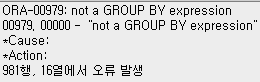 ORA-00979: not a GROUP BY expression
00979, 00000 -  "not a GROUP BY expression"
*Cause:
*Action:
981행, 16열에서 오류 발생